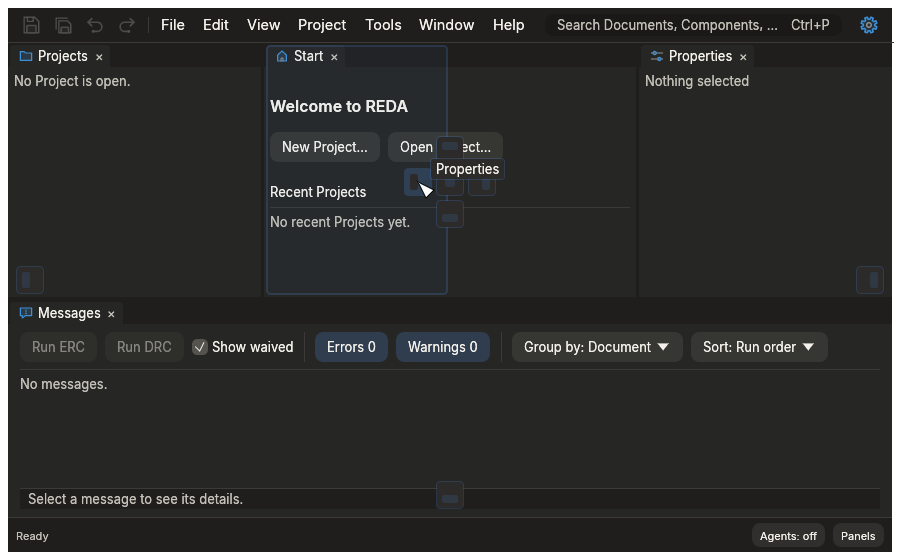 File Edit View Project Tools Window Help Search Documents, Components, ... Ctrl+P
Projects × Start × Properties ×
No Project is open.
Nothing selected
Welcome to REDA
New Project... Open ect...
Properties
Recent Projects
No recent Projects yet.
Messages ×
Run ERC Run DRC Show waived Errors 0 Warnings 0 Group by: Document Sort: Run order
No messages.
Select a message to see its details.
Ready Agents: off Panels